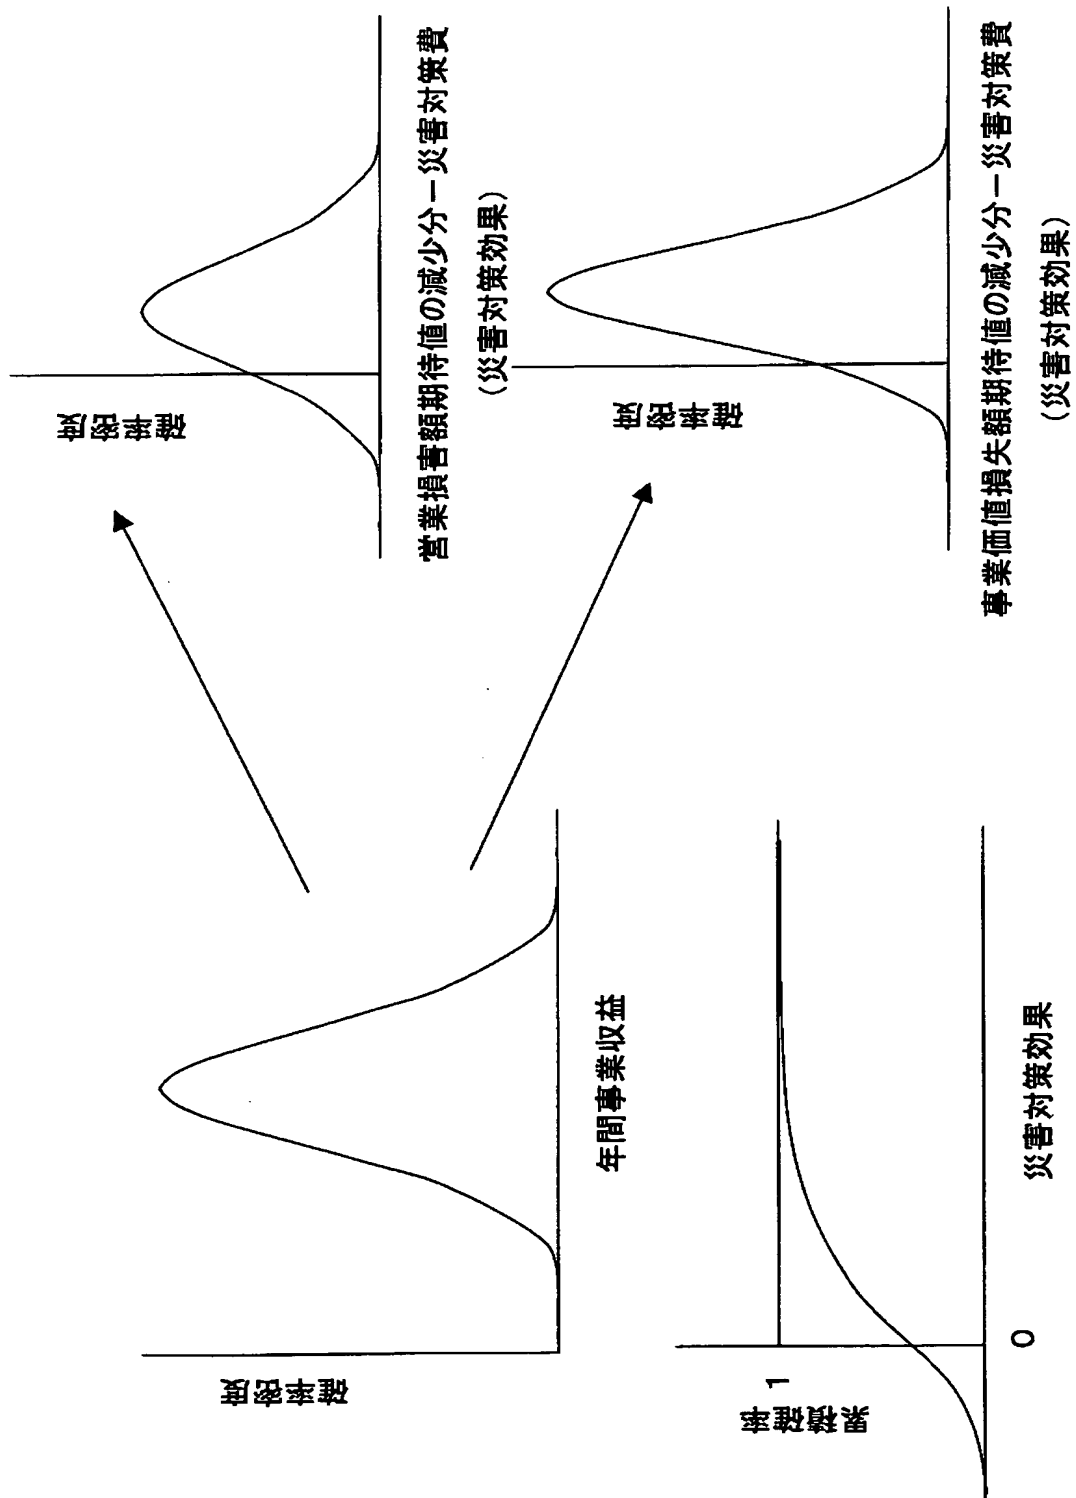 確率密度
年間事業収益
確率密度
営業損害額期待値の減少分ー災害対策費
（災害対策効果）
累積確率
1
0
災害対策効果
確率密度
事業価値損失額期待値の減少分ー災害対策費
（災害対策効果）